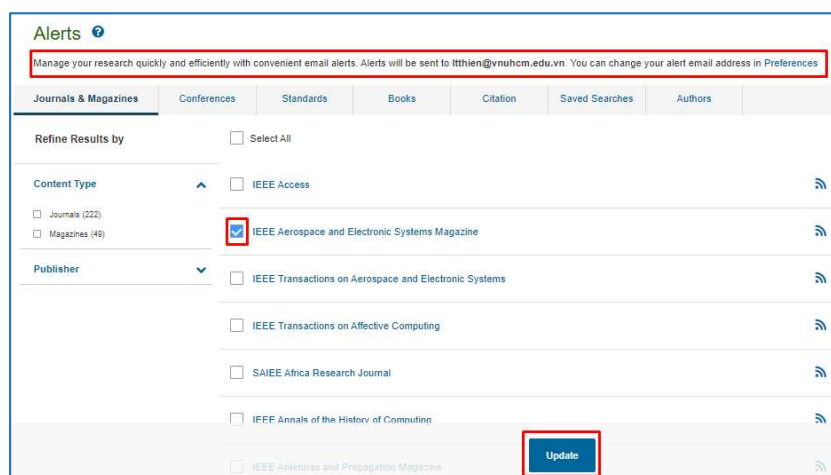 Alerts ?
Manage your research quickly and efficiently with convenient email alerts. Alerts will be sent to ltthien@vnuhcm.edu.vn. You can change your alert email address in Preferences
Journals & Magazines Conferences Standards Books Citation Saved Searches Authors
Refine Results by
Content Type
Journals (222)
Magazines (49)
Publisher
Select All
IEEE Access
IEEE Aerospace and Electronic Systems Magazine
IEEE Transactions on Aerospace and Electronic Systems
IEEE Transactions on Affective Computing
SAIEE Africa Research Journal
IEEE Annals of the History of Computing
Update
IEEE Antennas and Propagation Magazine